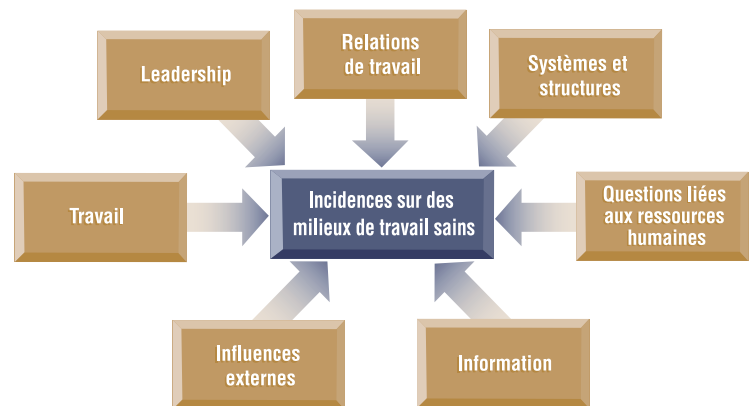 Relations
de travail
Leadership
Systèmes et
structures
Travail
Incidences sur des
milieux de travail sains
Questions liées
aux ressources
humaines
Influences
externes
Information